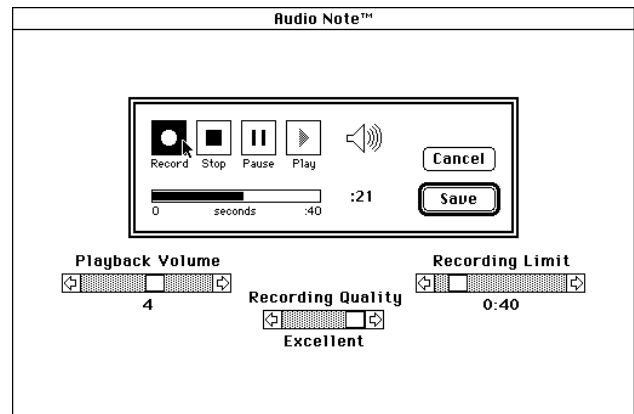 Audio Note™
Record Stop Pause Play
Cancel
0 seconds :40
:21
Save
Playback Volume
4
Recording Quality
Excellent
Recording Limit
0:40